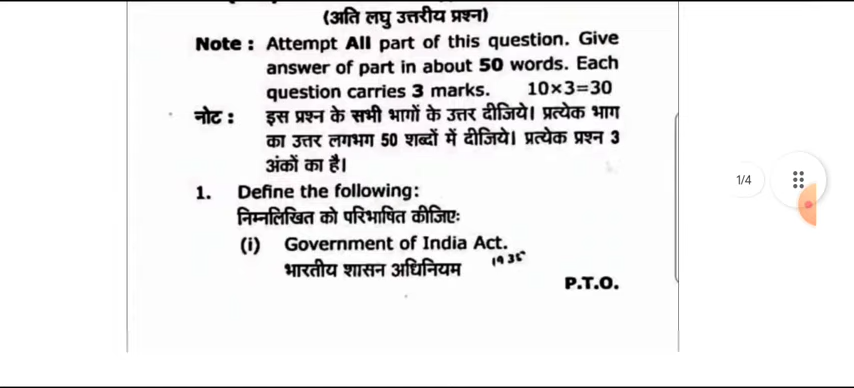 (अति लघु उत्तरीय प्रश्न)
Note : Attempt All part of this question. Give
answer of part in about 50 words. Each
question carries 3 marks. 10×3=30
नोट : इस प्रश्न के सभी भागों के उत्तर दीजिये। प्रत्येक भाग
का उत्तर लगभग 50 शब्दों में दीजिये। प्रत्येक प्रश्न 3
अंकों का है।
1/4
1. Define the following:
निम्नलिखित को परिभाषित कीजिएः
(i) Government of India Act.
भारतीय शासन अधिनियम 1935
P.T.O.